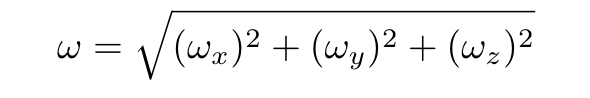 ω = √(ω_x)² + (ω_y)² + (ω_z)²